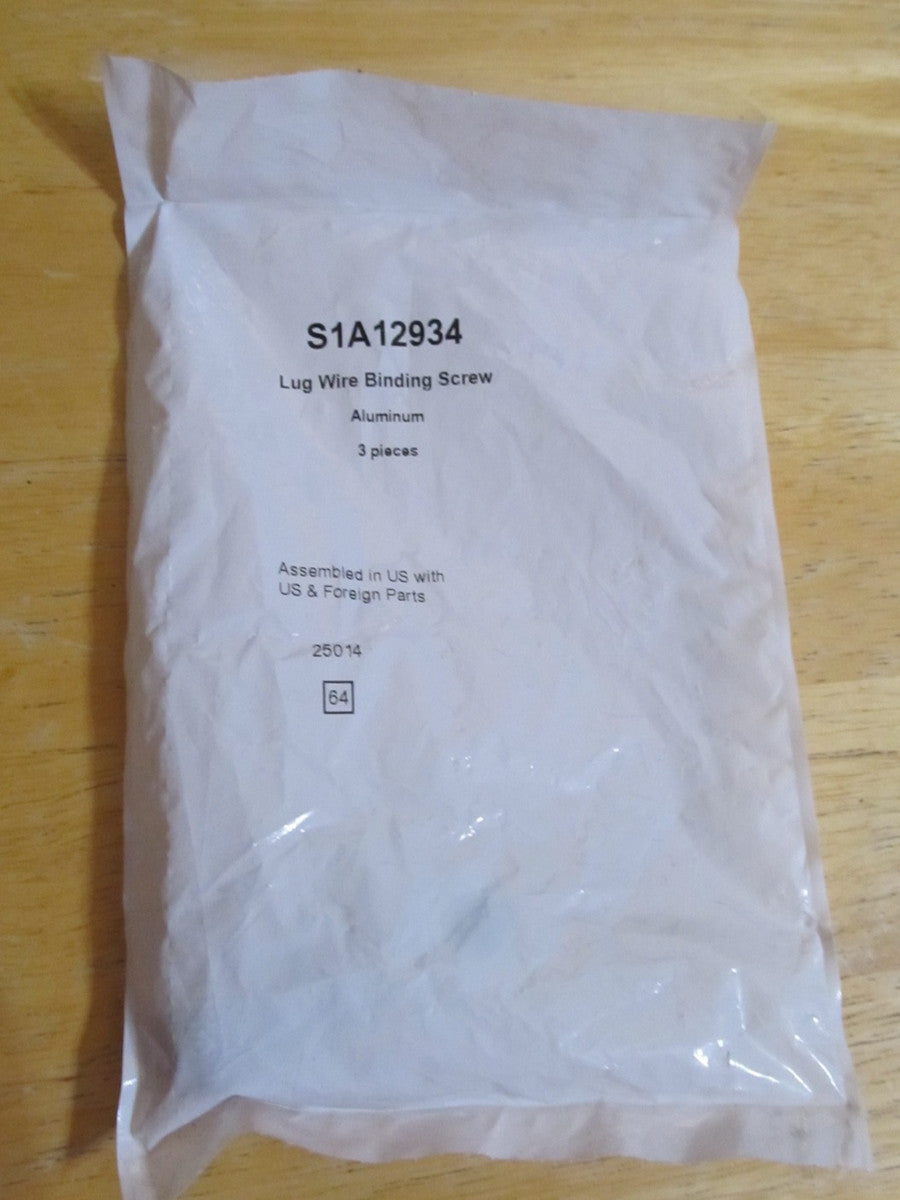 S1A12934
Lug Wire Binding Screw
Aluminum
3 pieces
Assembled in US with
US & Foreign Parts
25014
64